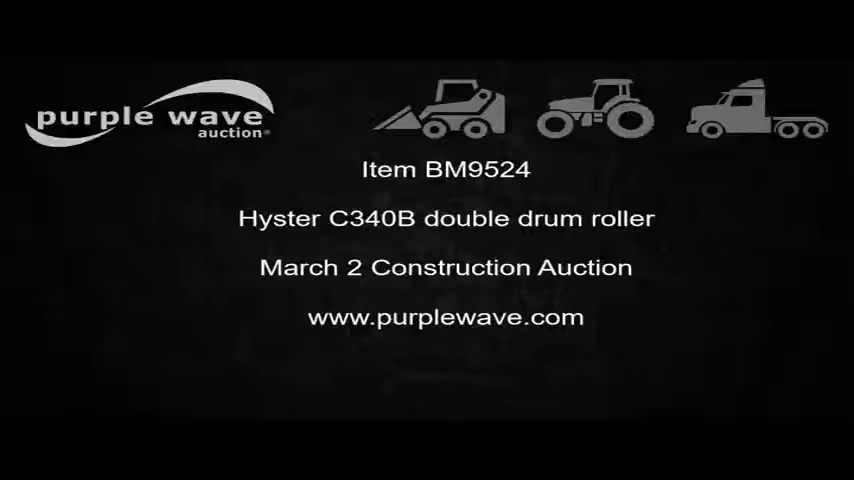 purple wave
auction®
Item BM9524
Hyster C340B double drum roller
March 2 Construction Auction
www.purplewave.com